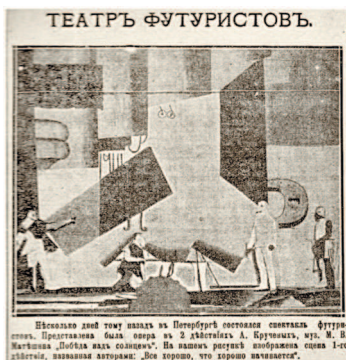 ТЕАТРЪ ФУТУРИСТОВЪ.
Нѣсколько дней тому назадъ въ Петербургѣ состоялся спектакль футури-
стовъ. Представлена была опера въ 2 дѣйствіяхъ А. Крученыхъ, муз. М. В.
Матюшина „Побѣда надъ солнцемъ“. На нашемъ рисункѣ изображена сцена 1-го
дѣйствія, названная авторами: „Все хорошо, что хорошо начинается“.